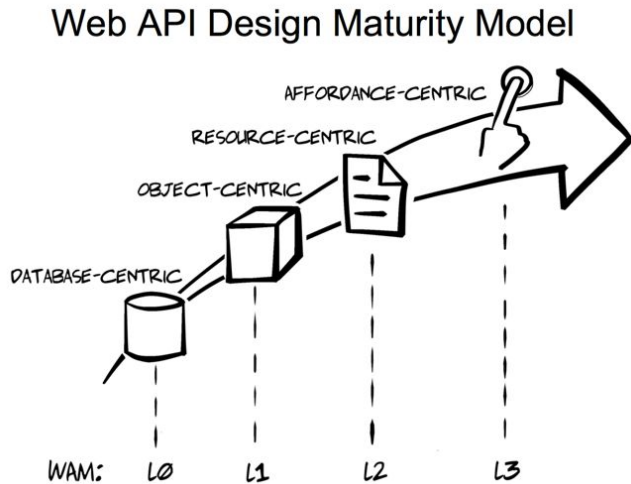 Web API Design Maturity Model
AFFORDANCE-CENTRIC
RESOURCE-CENTRIC
OBJECT-CENTRIC
DATABASE-CENTRIC
WAM: L0 L1 L2 L3